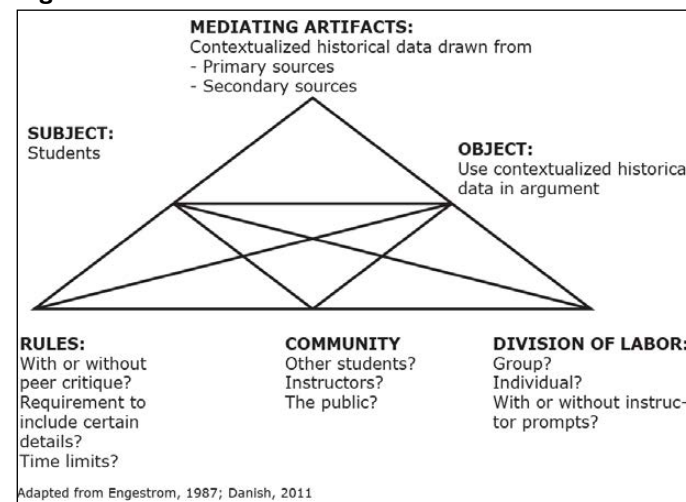 MEDIATING ARTIFACTS:
Contextualized historical data drawn from
- Primary sources
- Secondary sources
SUBJECT:
Students
OBJECT:
Use contextualized historica
data in argument
RULES:
With or without
peer critique?
Requirement to
include certain
details?
Time limits?
COMMUNITY
Other students?
Instructors?
The public?
DIVISION OF LABOR:
Group?
Individual?
With or without instruc-
tor prompts?
Adapted from Engestrom, 1987; Danish, 2011